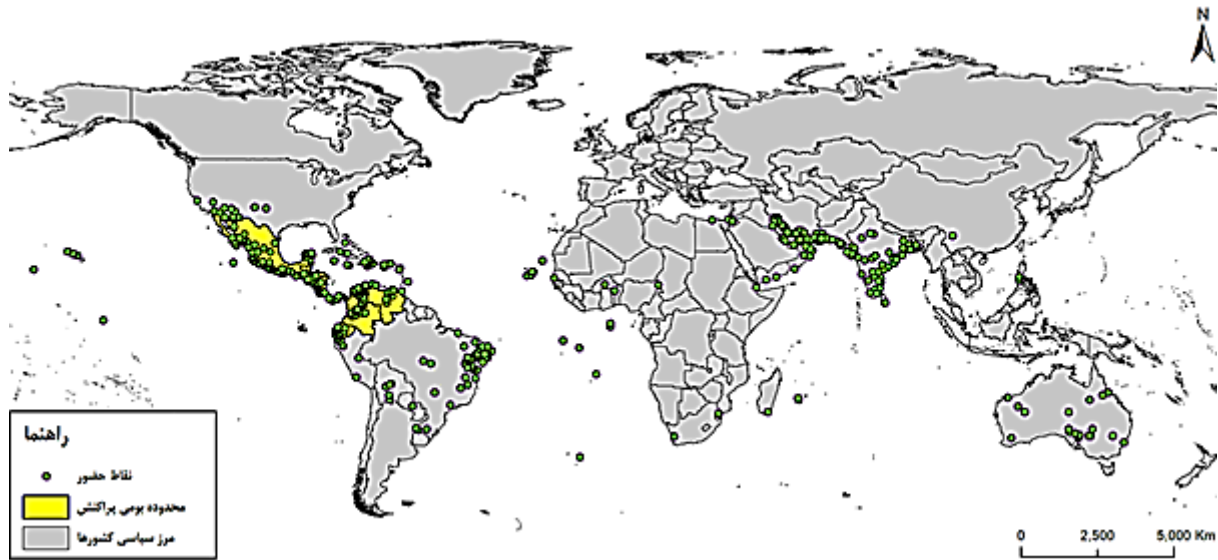 N
راهنما
نقاط حضور
محدوده بومی پراکنش
مرز سیاسی کشورها
0 2,500 5,000 Km